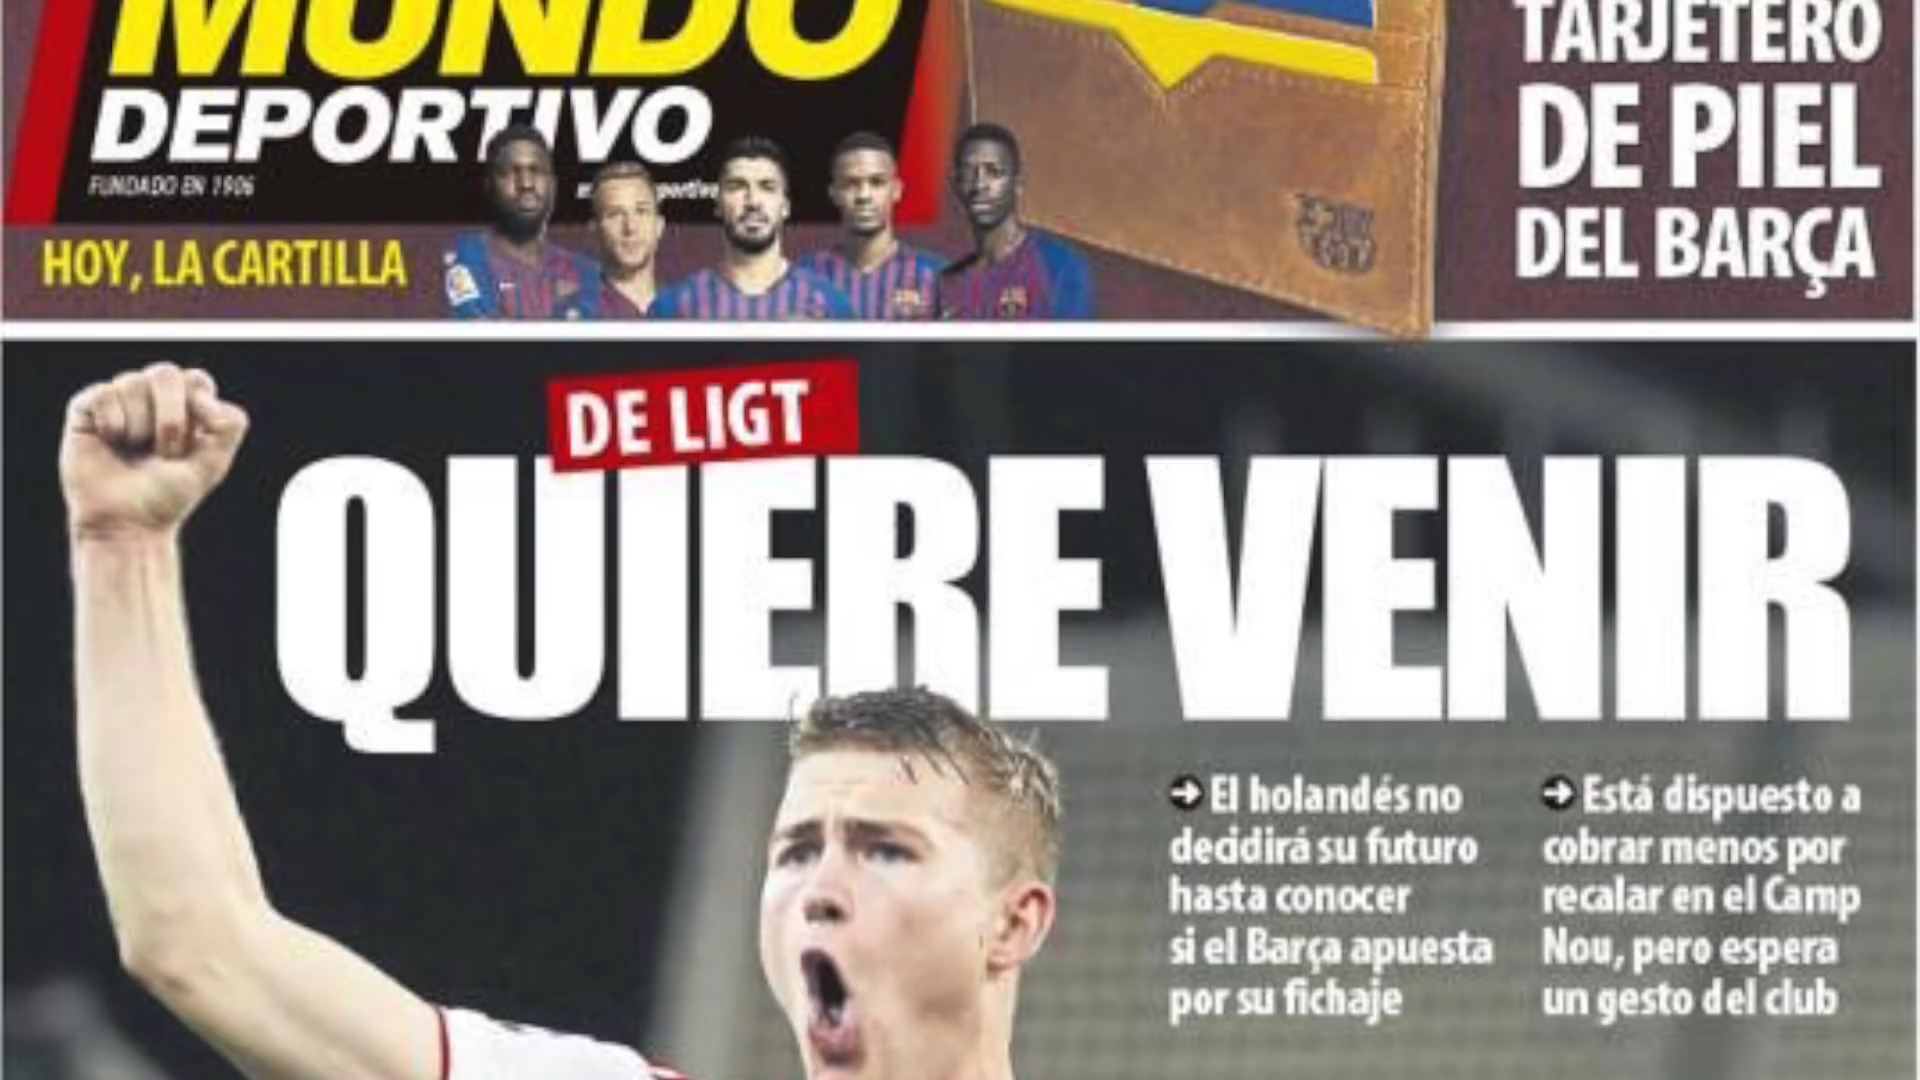 MUNDO
DEPORTIVO
FUNDADO EN 1906
HOY, LA CARTILLA
TARJETERO
DE PIEL
DEL BARÇA
DE LIGT
QUIERE VENIR
El holandés no
decidirá su futuro
hasta conocer
si el Barça apuesta
por su fichaje
Está dispuesto a
cobrar menos por
recalar en el Camp
Nou, pero espera
un gesto del club